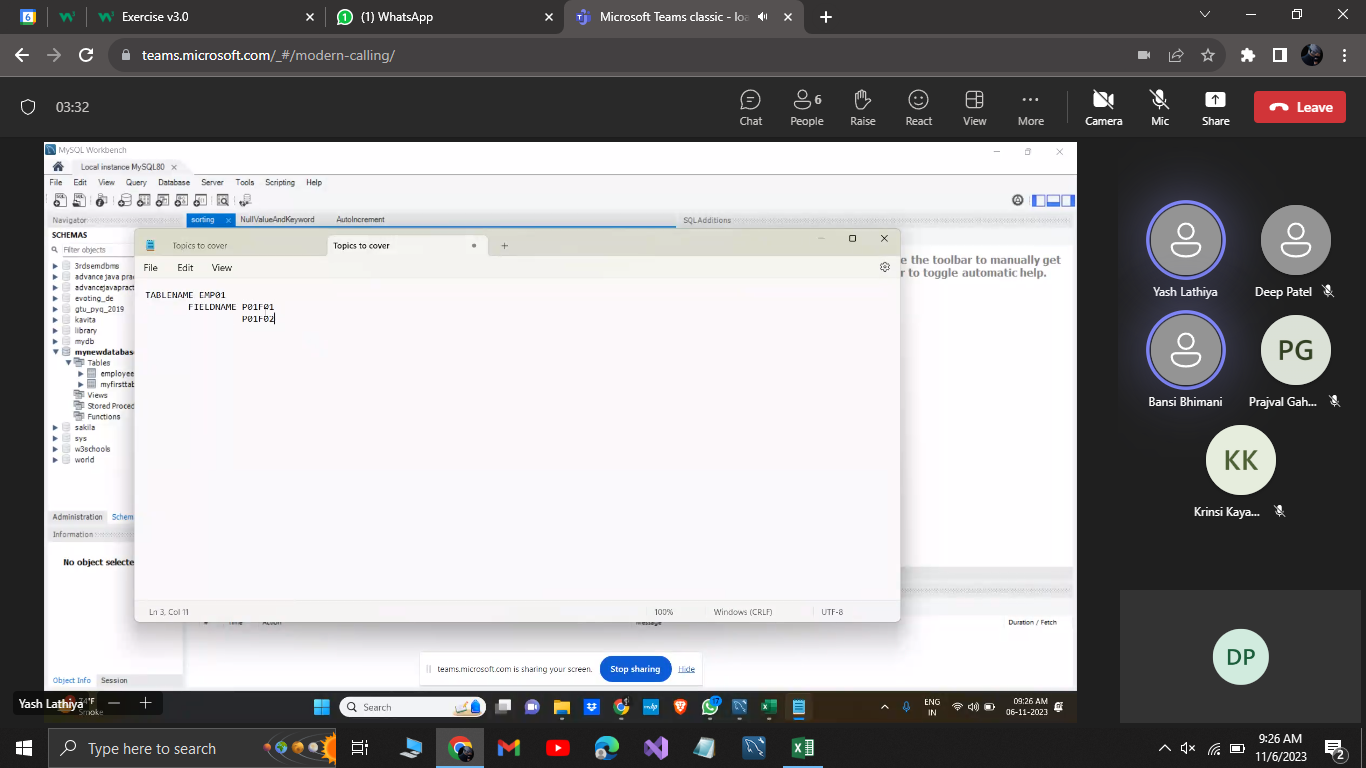 Exercise v3.0
(1) WhatsApp
Microsoft Teams classic - loa
teams.microsoft.com/_#/modern-calling/
03:32
Chat
People
6
Raise
React
View
More
Camera
Mic
Share
Leave
MySQL Workbench
Local instance MySQL80
File Edit View Query Database Server Tools Scripting Help
Navigator
sorting
NullValueAndKeyword
AutoIncrement
SQLAdditions
SCHEMAS
Filter objects
3rdsemdbms
advance java prac
advancejavapract
evoting_de
gtu_pyq_2019
kavita
library
mydb
mynewdatabas
Tables
employee
myfirsttab
Views
Stored Proced
Functions
sakila
sys
w3schools
world
Administration Schem
Information
No object selecte
Object Info Session
Topics to cover
Topics to cover
File Edit View
TABLENAME EMP01
FIELDNAME P01F01
P01F02
Ln 3, Col 11
100%
Windows (CRLF)
UTF-8
e the toolbar to manually get
r to toggle automatic help.
Time
Action
Message
Duration / Fetch
teams.microsoft.com is sharing your screen.
Stop sharing
Hide
Yash Lathiya
74°F
Smoke
Search
ENG
IN
09:26 AM
06-11-2023
Yash Lathiya
Deep Patel
Bansi Bhimani
PG
Prajval Gah...
KK
Krinsi Kaya...
DP
Type here to search
9:26 AM
11/6/2023
2